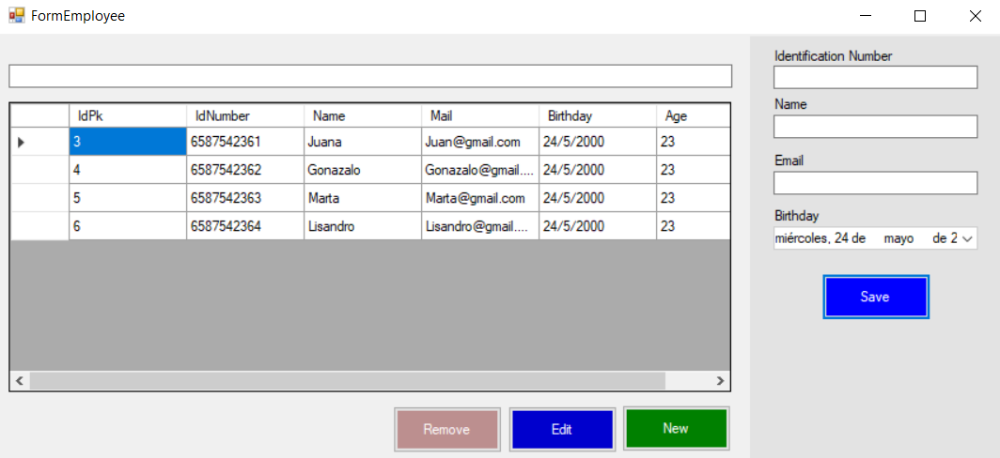 FormEmployee
IdPk IdNumber Name Mail Birthday Age
3 6587542361 Juana Juan@gmail.com 24/5/2000 23
4 6587542362 Gonazalo Gonazalo@gmail.... 24/5/2000 23
5 6587542363 Marta Marta@gmail.com 24/5/2000 23
6 6587542364 Lisandro Lisandro@gmail.... 24/5/2000 23
Remove Edit New
Identification Number
Name
Email
Birthday
miércoles, 24 de mayo de 2
Save